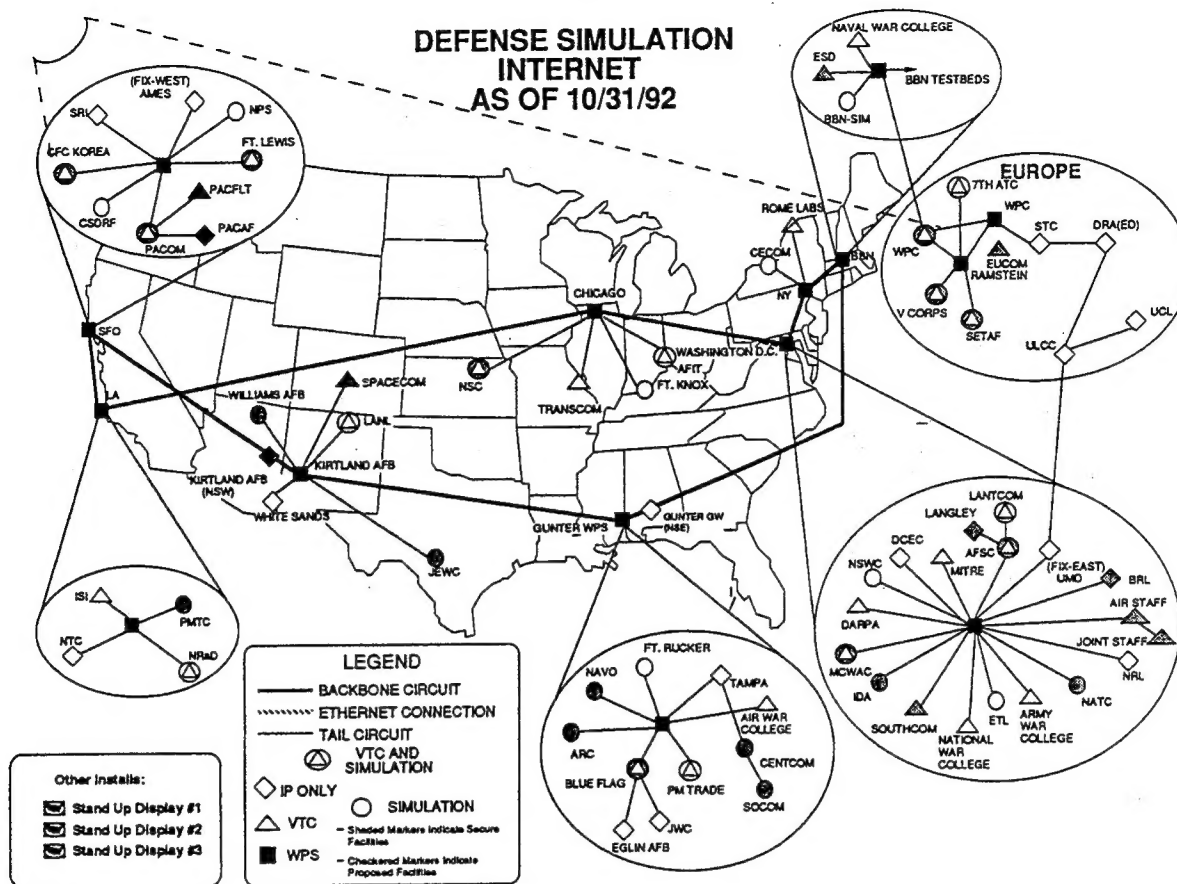 DEFENSE SIMULATION
INTERNET
AS OF 10/31/92
(FIX-WEST)
AMES
SRI
NPS
CFC KOREA
FT. LEWIS
PACFLT
CSDRF
PACAF
PACOM
NAVAL WAR COLLEGE
ESD
BBN TESTBEDS
BBN-SIM
EUROPE
7TH ATC
WPC
STC
DRA(ED)
WPC
EUCOM
RAMSTEIN
V CORPS
SETAF
UCL
ULCC
ROME LABS
CECOM
BBN
NY
CHICAGO
SFO
WASHINGTON D.C.
AFIT
NSC
FT. KNOX
TRANSCOM
LA
WILLIAMS AFB
SPACECOM
LANL
KIRTLAND AFB
KIRTLAND AFB
(NSW)
WHITE SANDS
GUNTER WPS
GUNTER GW
(NSE)
JEWC
LANTCOM
LANGLEY
DCEC
AFSC
NSWC
MITRE
(FIX-EAST)
UMD
BRL
DARPA
AIR STAFF
JOINT STAFF
MCWAC
NRL
IDA
NATC
SOUTHCOM
ETL
ARMY
WAR
COLLEGE
NATIONAL
WAR
COLLEGE
ISI
PMTC
NTC
NRaD
FT. RUCKER
NAVO
TAMPA
AIR WAR
COLLEGE
ARC
CENTCOM
BLUE FLAG
PM TRADE
SOCOM
JWC
EGLIN AFB
LEGEND
BACKBONE CIRCUIT
ETHERNET CONNECTION
TAIL CIRCUIT
VTC AND
SIMULATION
IP ONLY
SIMULATION
VTC
– Shaded Markers Indicate Secure
Facilities
WPS
– Checkered Markers Indicate
Proposed Facilities
Other Installs:
Stand Up Display #1
Stand Up Display #2
Stand Up Display #3